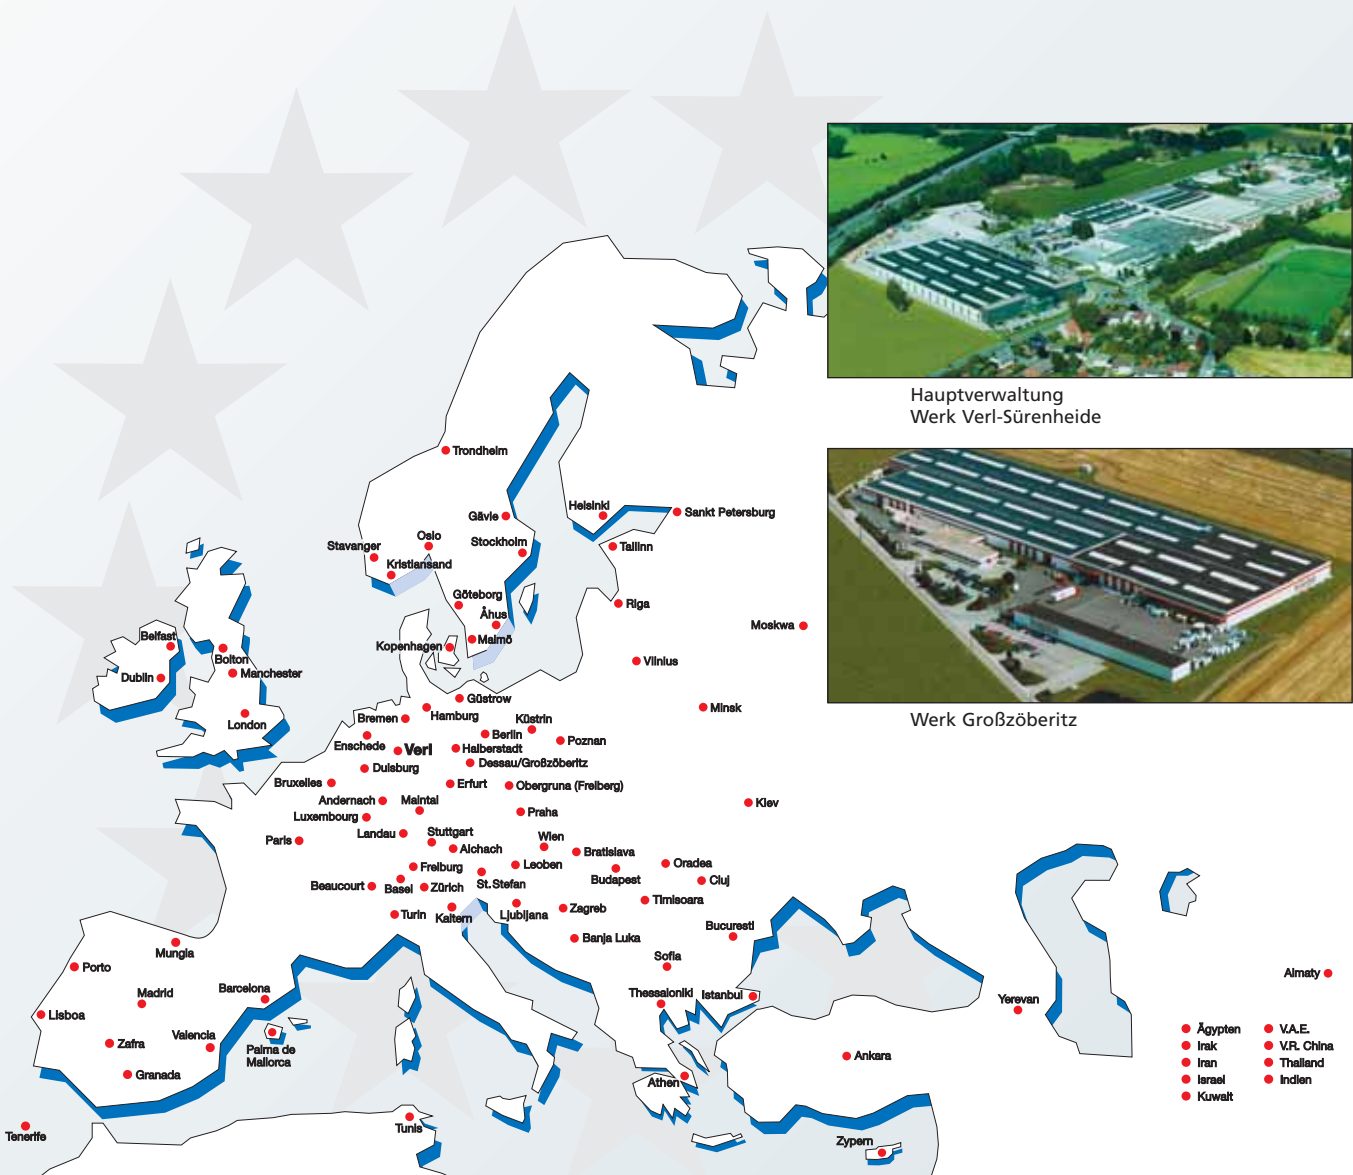 Hauptverwaltung
Werk Verl-Sürenheide
Werk Großzöberitz
Trondheim
Gävle
Helsinki
Sankt Petersburg
Oslo
Stockholm
Stavanger
Tallinn
Kristiansand
Göteborg
Riga
Åhus
Moskwa
Belfast
Kopenhagen
Malmö
Bolton
Vilnius
Dublin
Manchester
Güstrow
Minsk
London
Bremen
Hamburg
Küstrin
Berlin
Poznan
Enschede
Verl
Halberstadt
Dessau/Großzöberitz
Duisburg
Bruxelles
Erfurt
Obergruna (Freiberg)
Andernach
Maintal
Kiev
Luxembourg
Praha
Paris
Landau
Stuttgart
Wien
Aichach
Bratislava
Freiburg
Leoben
Oradea
Beaucourt
Basel
Zürich
St. Stefan
Budapest
Cluj
Timisoara
Turin
Kaltern
Ljubljana
Zagreb
Bucuresti
Banja Luka
Mungia
Sofia
Porto
Almaty
Madrid
Barcelona
Thessaloniki
Istanbul
Yerevan
Lisboa
Valencia
Zafra
Palma de
Mallorca
Ankara
Granada
Athen
Tenerife
Tunis
Zypern
Ägypten
Irak
Iran
Israel
Kuwait
V.A.E.
V.R. China
Thailand
Indien